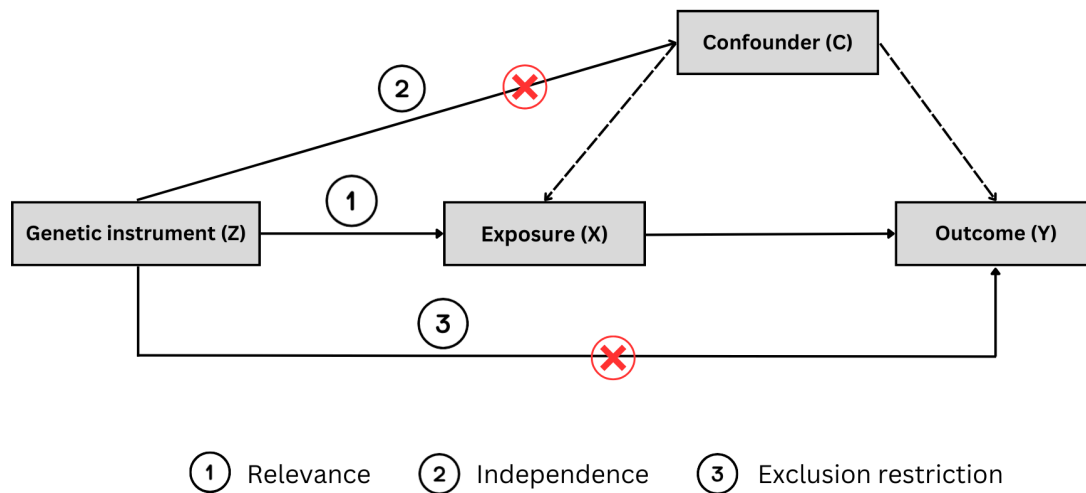 Confounder (C)
2
1
Genetic instrument (Z)
Exposure (X)
Outcome (Y)
3
1 Relevance
2 Independence
3 Exclusion restriction